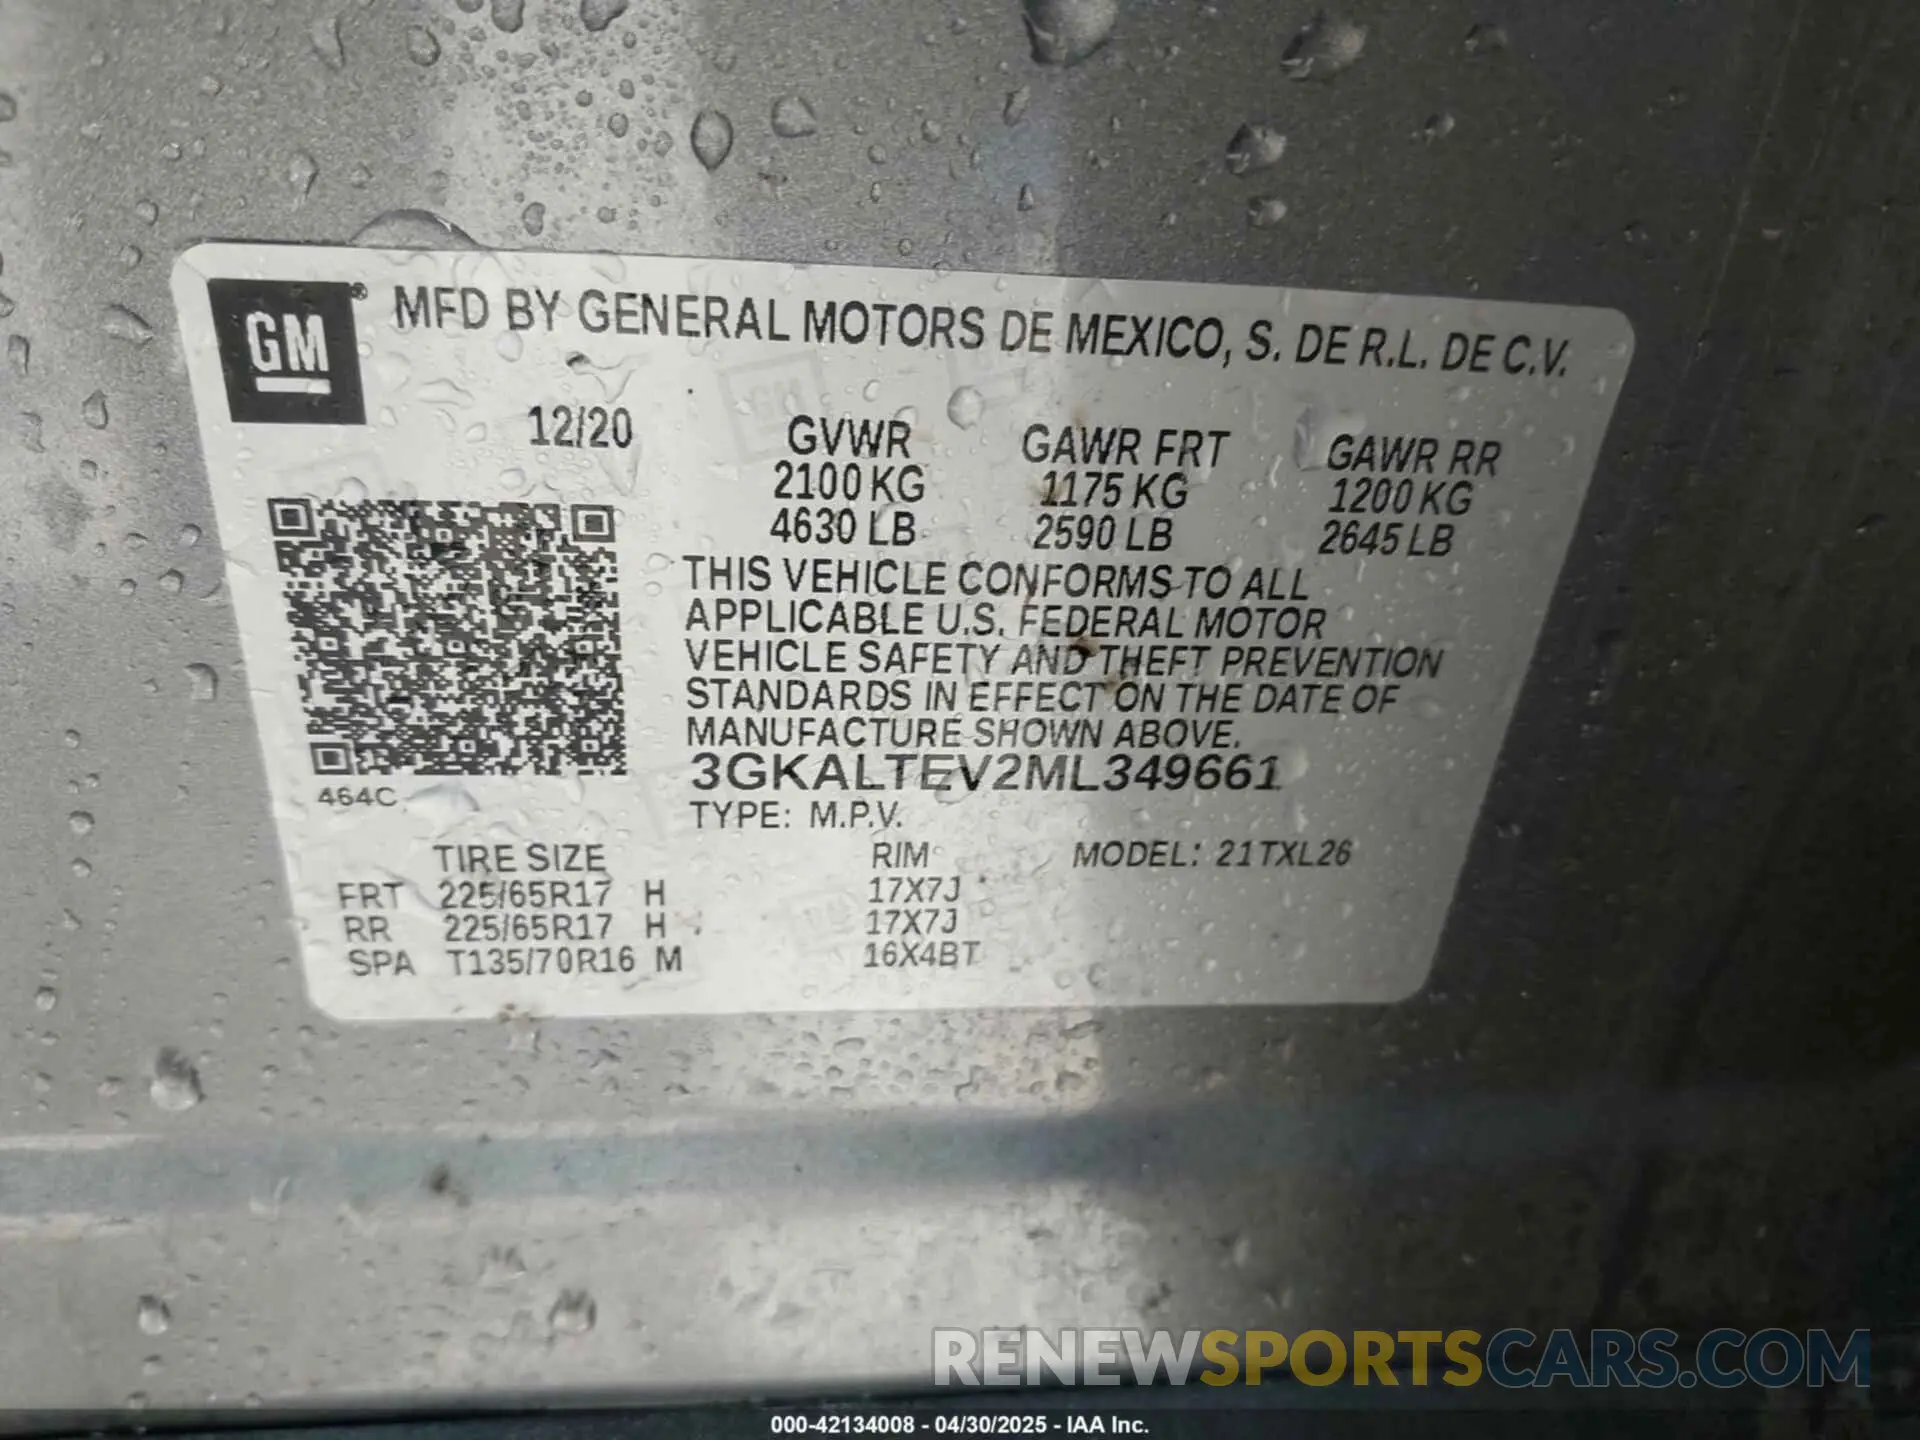 GM ® MFD BY GENERAL MOTORS DE MEXICO, S. DE R.L. DE C.V.
12/20 GVWR GAWR FRT GAWR RR
2100 KG 1175 KG 1200 KG
4630 LB 2590 LB 2645 LB
THIS VEHICLE CONFORMS TO ALL
APPLICABLE U.S. FEDERAL MOTOR
VEHICLE SAFETY AND THEFT PREVENTION
STANDARDS IN EFFECT ON THE DATE OF
MANUFACTURE SHOWN ABOVE.
3GKALTEV2ML349661
464C
TYPE: M.P.V.
TIRE SIZE RIM MODEL: 21TXL26
FRT 225/65R17 H 17X7J
RR 225/65R17 H 17X7J
SPA T135/70R16 M 16X4BT
RENEWSPORTSCARS.COM
000-42134008 - 04/30/2025 - IAA Inc.